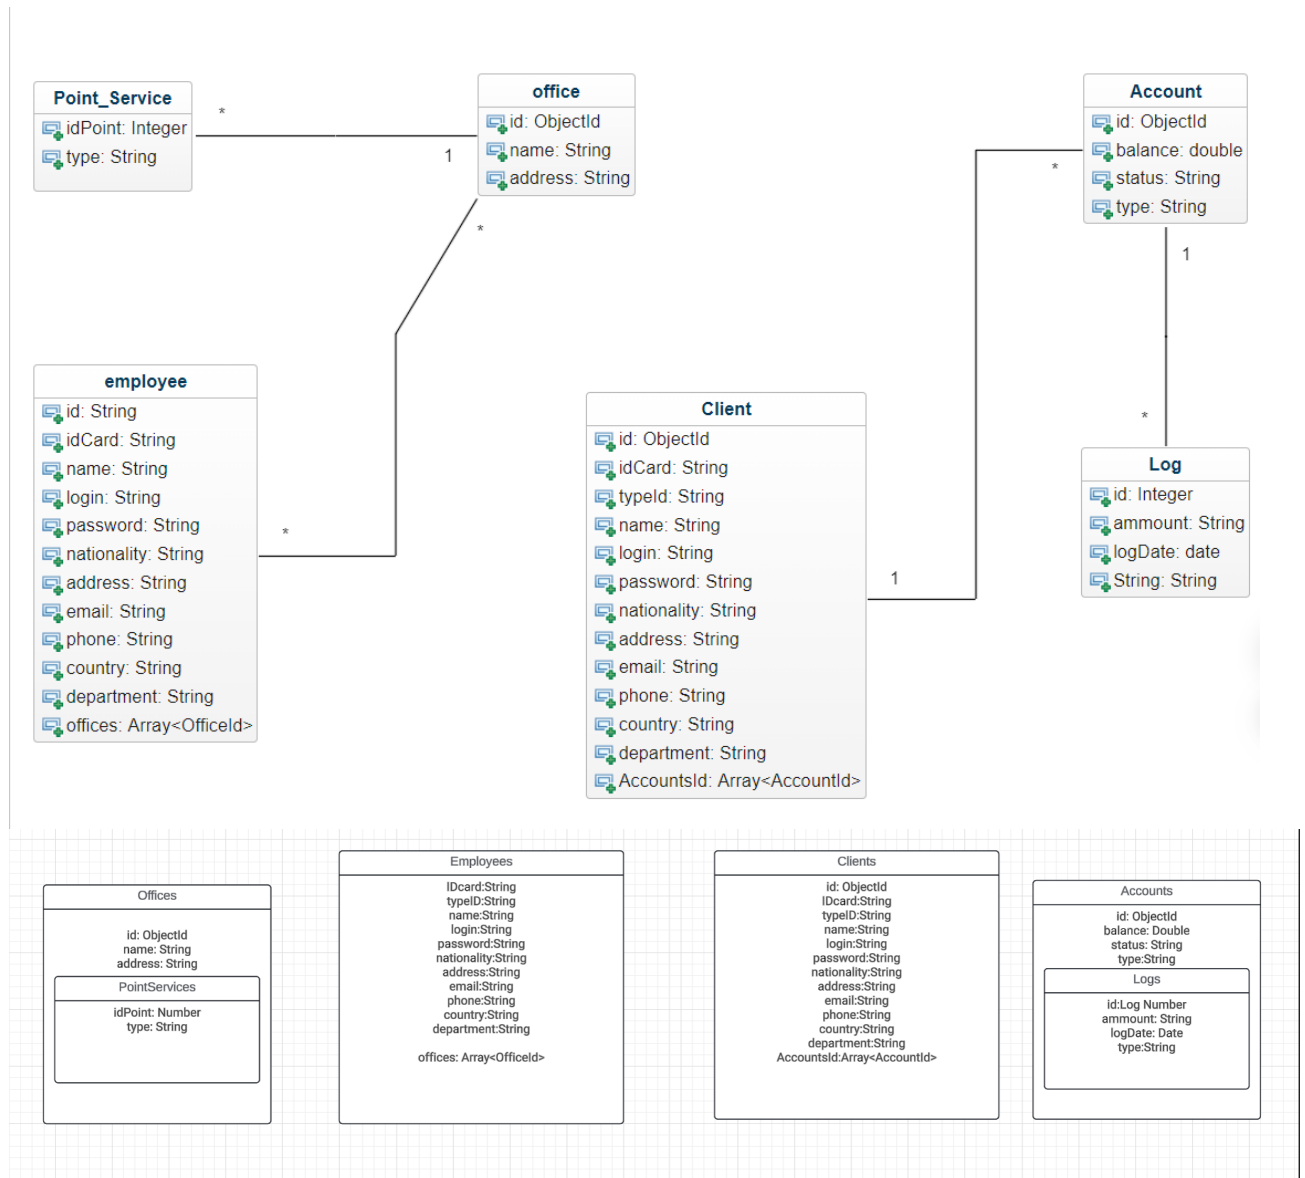 Point_Service
idPoint: Integer
type: String
*
1
office
id: ObjectId
name: String
address: String
*
Account
id: ObjectId
balance: double
status: String
type: String
*
1
employee
id: String
idCard: String
name: String
login: String
password: String
nationality: String
address: String
email: String
phone: String
country: String
department: String
offices: Array<OfficeId>
*
Client
id: ObjectId
idCard: String
typeId: String
name: String
login: String
password: String
nationality: String
address: String
email: String
phone: String
country: String
department: String
AccountsId: Array<AccountId>
1
*
Log
id: Integer
ammount: String
logDate: date
String: String
Offices
id: ObjectId
name: String
address: String
PointServices
idPoint: Number
type: String
Employees
IDcard:String
typeID:String
name:String
login:String
password:String
nationality:String
address:String
email:String
phone:String
country:String
department:String
offices: Array<OfficeId>
Clients
id: ObjectId
IDcard:String
typeID:String
name:String
login:String
password:String
nationality:String
address:String
email:String
phone:String
country:String
department:String
AccountsId:Array<AccountId>
Accounts
id: ObjectId
balance: Double
status: String
type:String
Logs
id:Log Number
ammount: String
logDate: Date
type:String